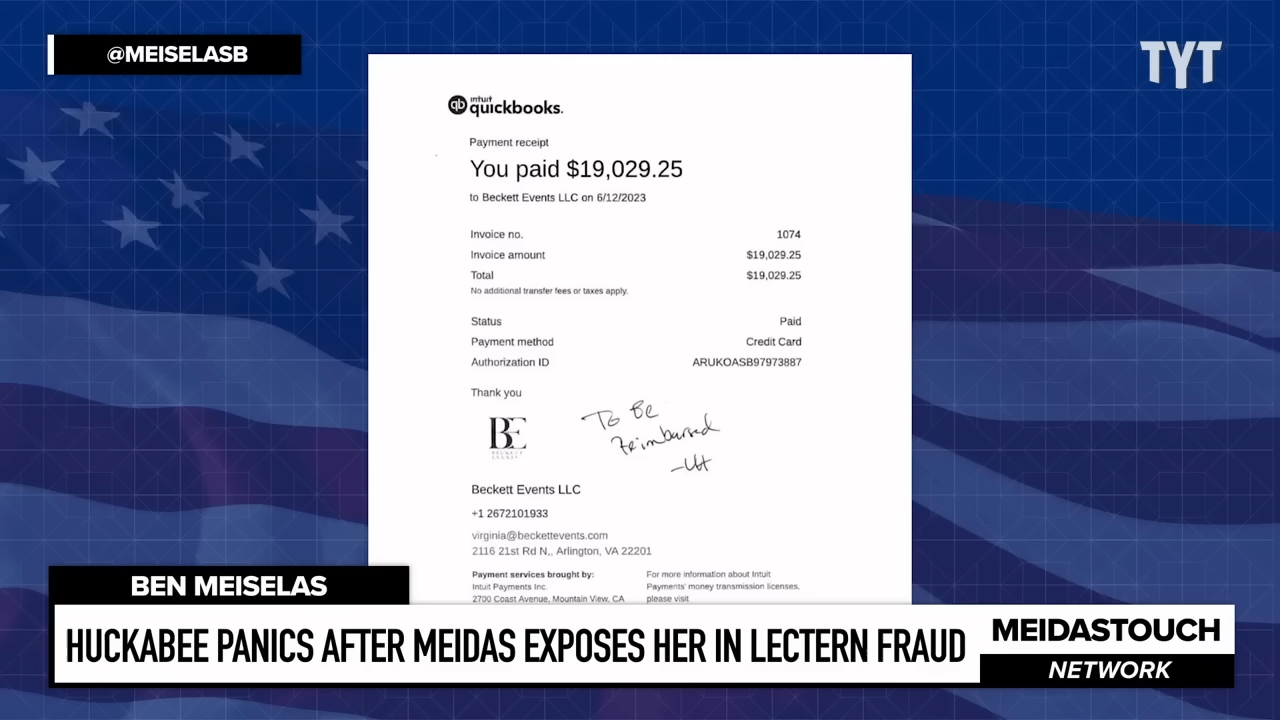 @MEISELASB
TYT
intuit
qb quickbooks.
Payment receipt
You paid $19,029.25
to Beckett Events LLC on 6/12/2023
Invoice no. 1074
Invoice amount $19,029.25
Total $19,029.25
No additional transfer fees or taxes apply.
Status Paid
Payment method Credit Card
Authorization ID ARUKOASB97973887
Thank you
BE
To Be
Reimbursed
Beckett Events LLC
+1 2672101933
virginia@beckettevents.com
2116 21st Rd N,, Arlington, VA 22201
Payment services brought by:
Intuit Payments Inc.
2700 Coast Avenue, Mountain View, CA
For more information about Intuit
Payments' money transmission licenses,
please visit
BEN MEISELAS
HUCKABEE PANICS AFTER MEIDAS EXPOSES HER IN LECTERN FRAUD
MEIDASTOUCH
NETWORK